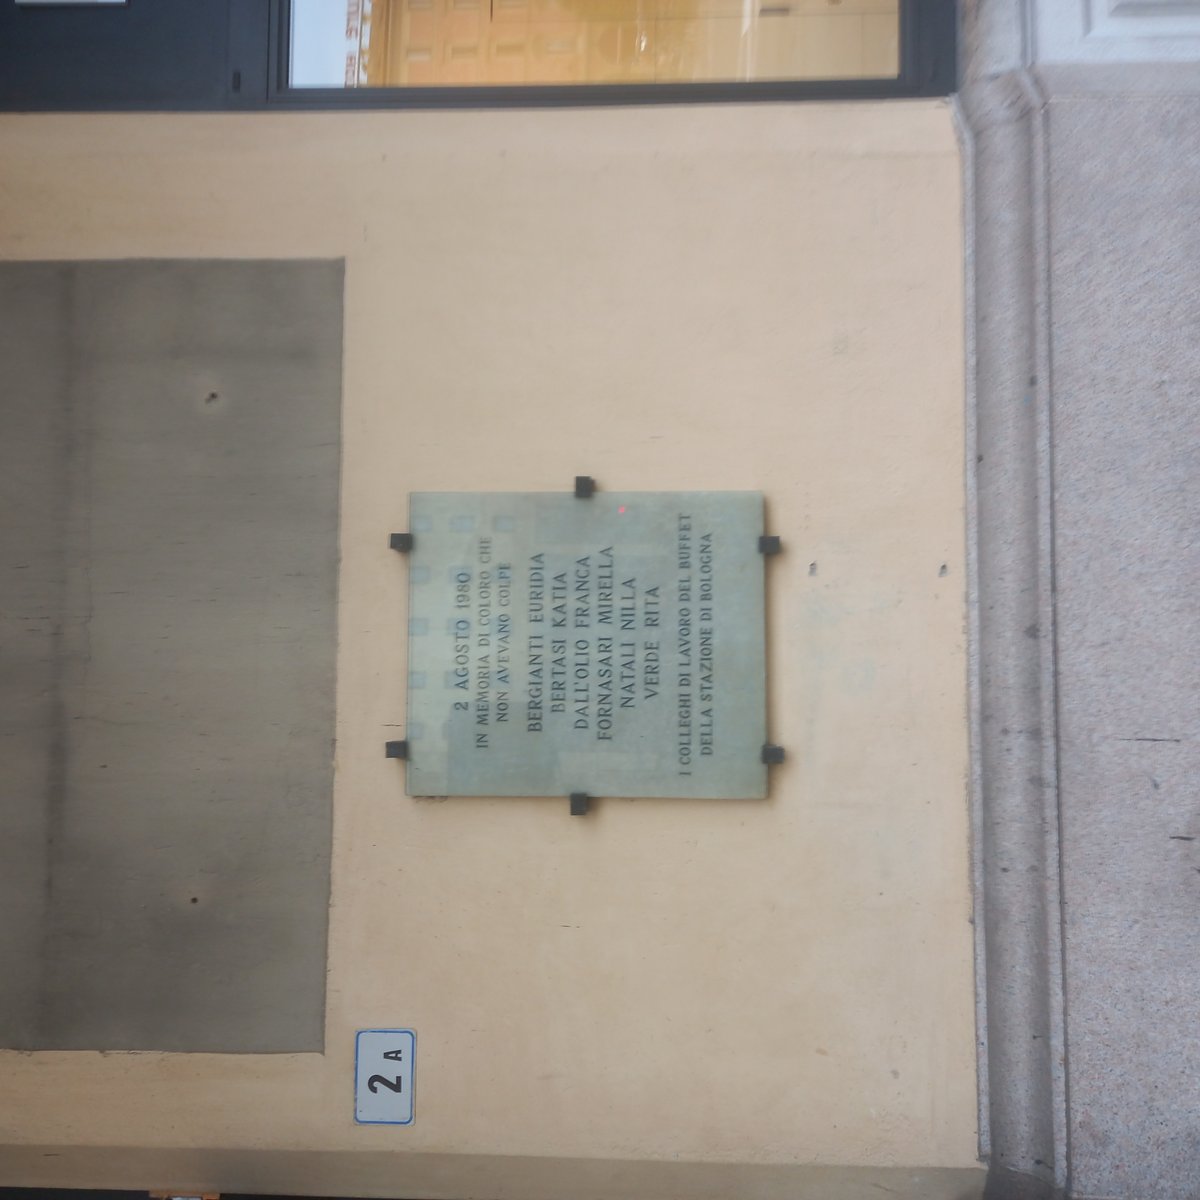 2 AGOSTO 1980
IN MEMORIA DI COLORO CHE
NON AVEVANO COLPE
BERGIANTI EURIDIA
BERTASI KATIA
DALL'OLIO FRANCA
FORNASARI MIRELLA
NATALI NILLA
VERDE RITA
I COLLEGHI DI LAVORO DEL BUFFET
DELLA STAZIONE DI BOLOGNA
2 A